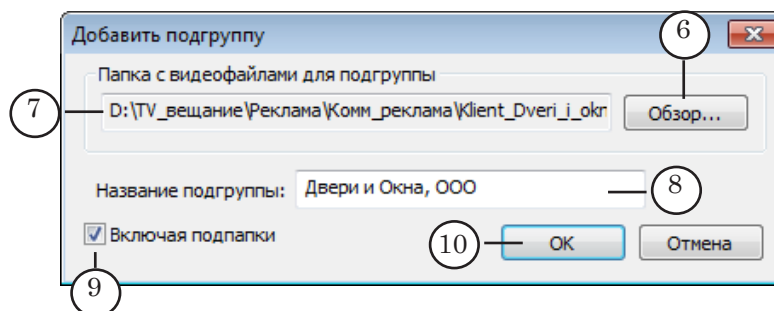 Добавить подгруппу
6
Папка с видеофайлами для подгруппы
7
D:\TV_вещание\Реклама\Комм_реклама\Klient_Dveri_i_okr
Обзор...
Название подгруппы:
Двери и Окна, ООО
8
Включая подпапки
10
OK
Отмена
9